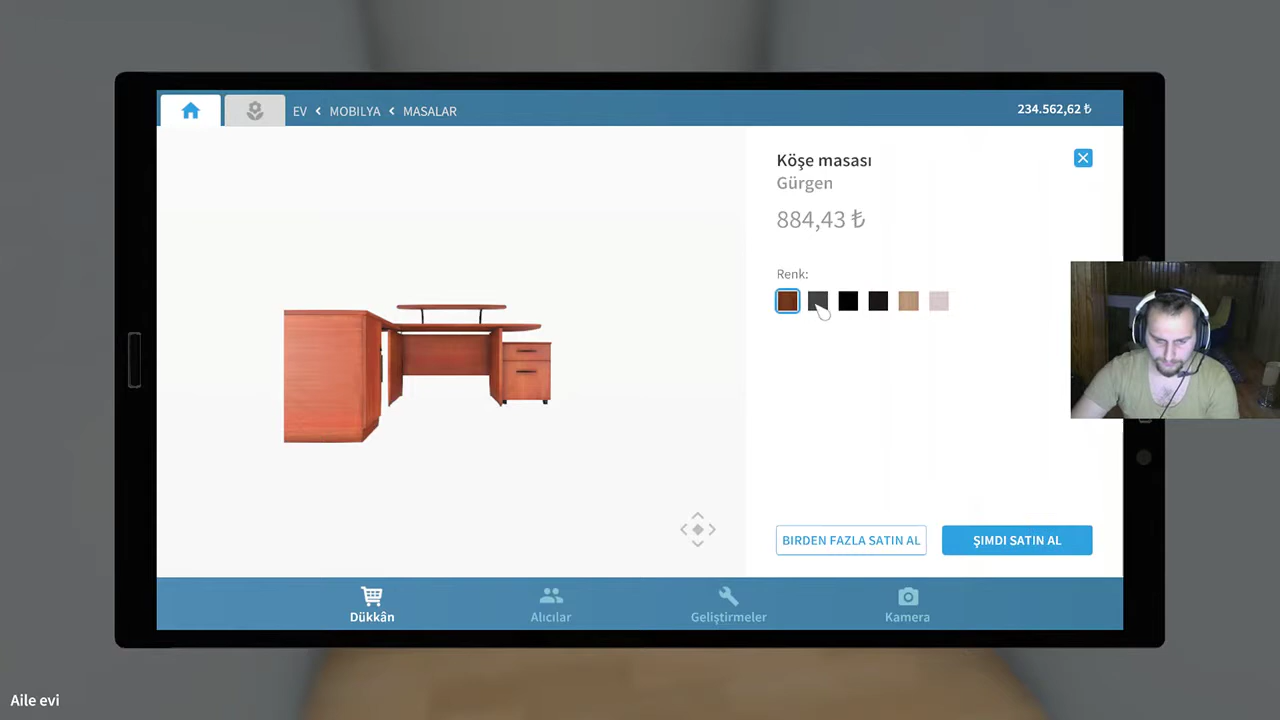 EV < MOBILYA < MASALAR
234.562,62 ₺
Köşe masası
Gürgen
884,43 ₺
Renk:
BIRDEN FAZLA SATIN AL
ŞIMDI SATIN AL
Dükkân
Alıcılar
Geliştirmeler
Kamera
Aile evi